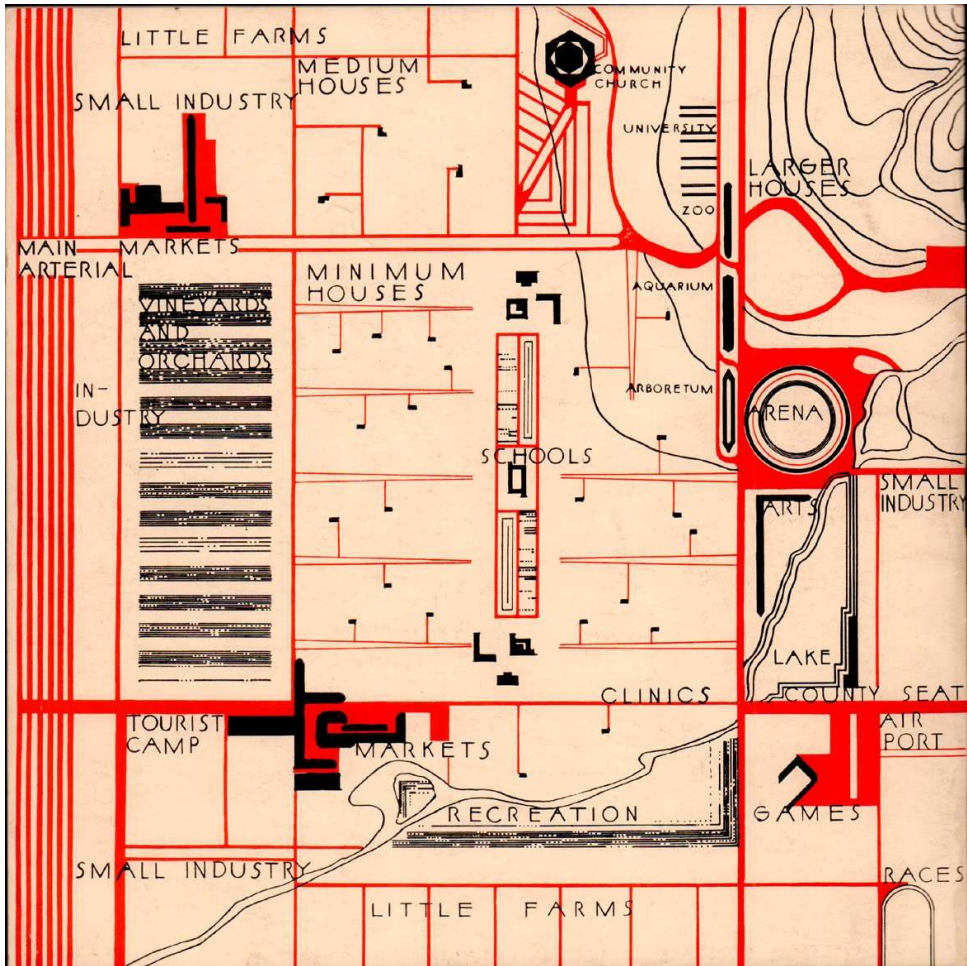 LITTLE FARMS
MEDIUM
HOUSES
COMMUNITY
CHURCH
SMALL INDUSTRY
UNIVERSITY
LARGER
HOUSES
ZOO
MAIN
ARTERIAL
MARKETS
MINIMUM
HOUSES
AQUARIUM
VINEYARDS
AND
ORCHARDS
IN-
DUSTRY
ARBORETUM
ARENA
SCHOOLS
SMALL
INDUSTRY
ARTS
LAKE
CLINICS
COUNTY SEAT
TOURIST
CAMP
MARKETS
AIR
PORT
RECREATION
GAMES
SMALL INDUSTRY
RACES
LITTLE FARMS